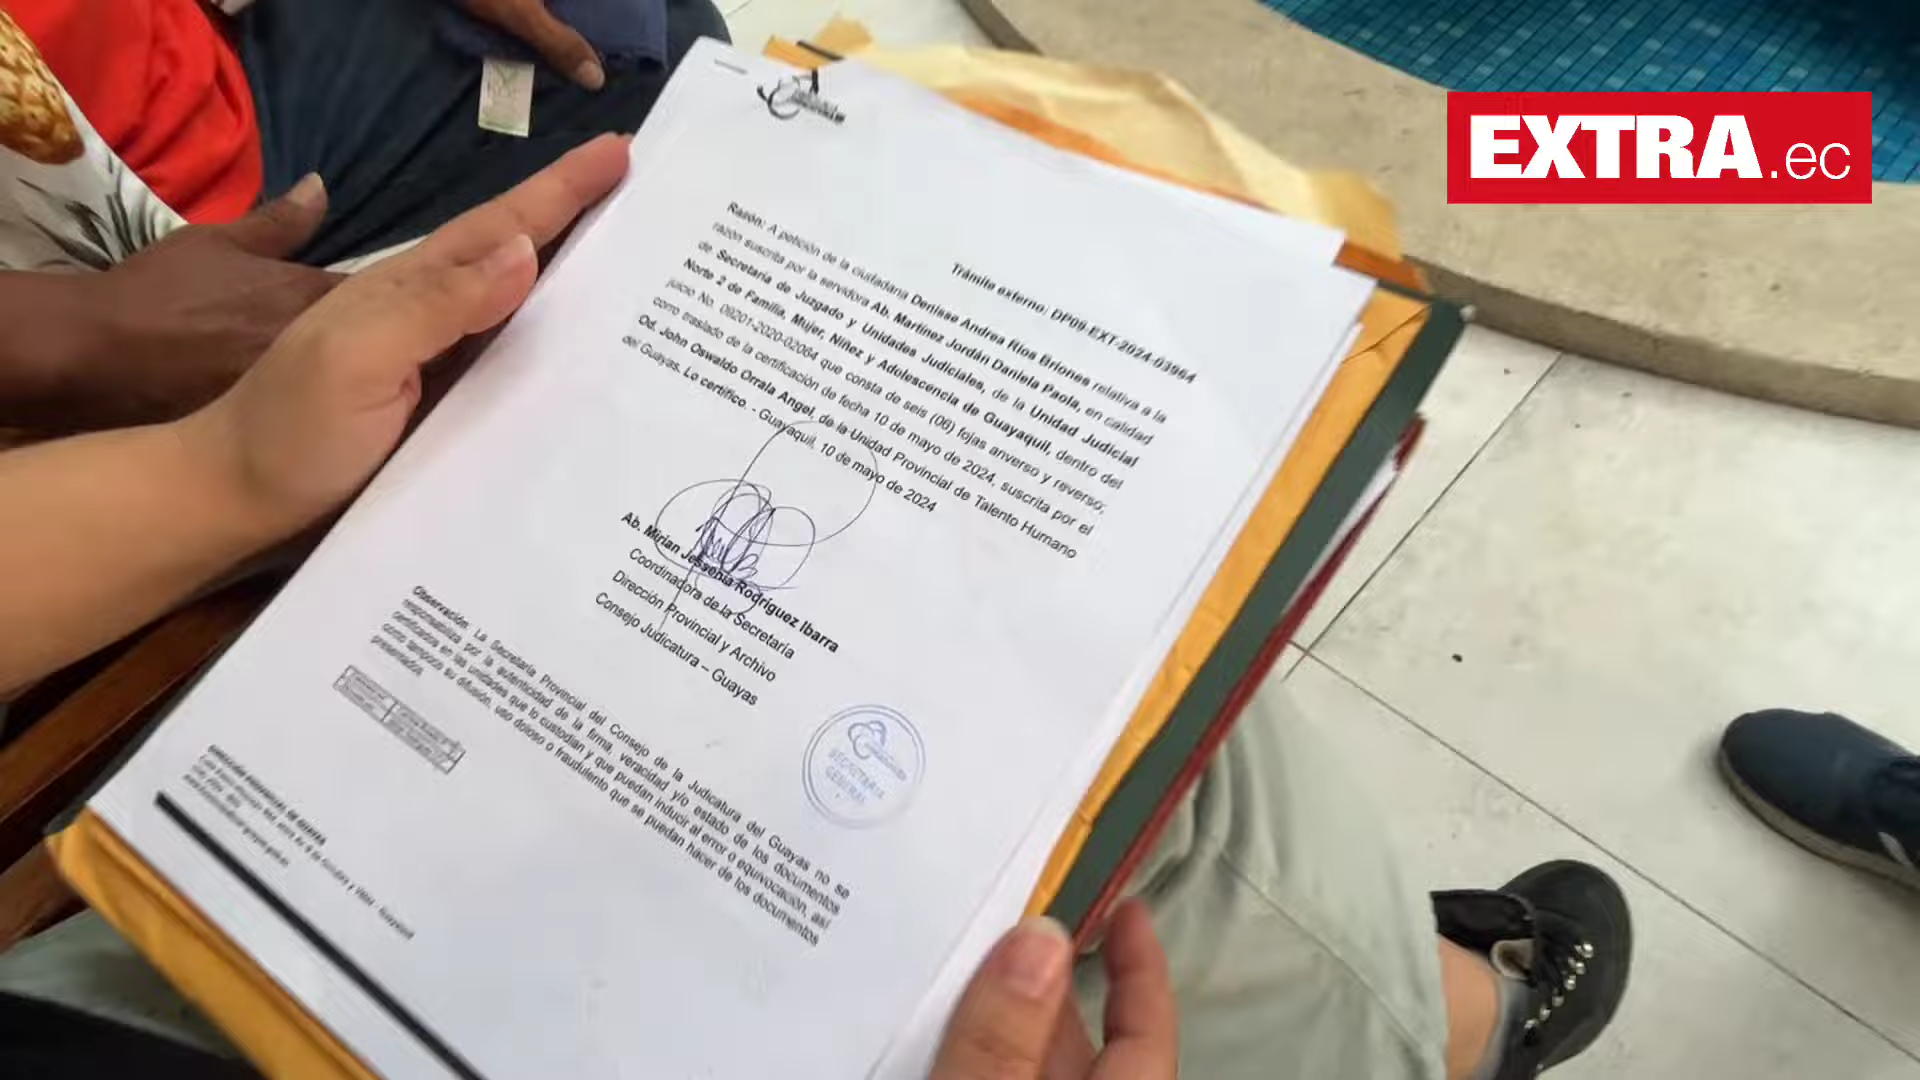 EXTRA.ec
Trámite externo: DP09-EXT-2024-03964
Razón: A petición de la ciudadana Denisse Andrea Ríos Briones relativa a la
razón suscrita por la servidora Ab. Martínez Jordán Daniela Paola, en calidad
de Secretaria de Juzgado y Unidades Judiciales, de la Unidad Judicial
Norte 2 de Familia, Mujer, Niñez y Adolescencia de Guayaquil, dentro del
juicio No. 09201-2020-02064 que consta de seis (06) fojas anverso y reverso;
corro traslado de la certificación de fecha 10 de mayo de 2024, suscrita por el
Od. John Oswaldo Orrala Angel, de la Unidad Provincial de Talento Humano
del Guayas. Lo certifico. - Guayaquil, 10 de mayo de 2024
Ab. Mirian Jessenia Rodríguez Ibarra
Coordinadora de la Secretaría
Dirección Provincial y Archivo
Consejo Judicatura – Guayas
SECRETARIA
GENERAL
Observación: La Secretaría Provincial del Consejo de la Judicatura del Guayas no se
responsabiliza por la autenticidad de la firma, veracidad y/o estado de los documentos
certificados en las unidades que lo custodian y que puedan inducir al error o equivocación, así
como tampoco su difusión, uso doloso o fraudulento que se puedan hacer de los documentos
presentados